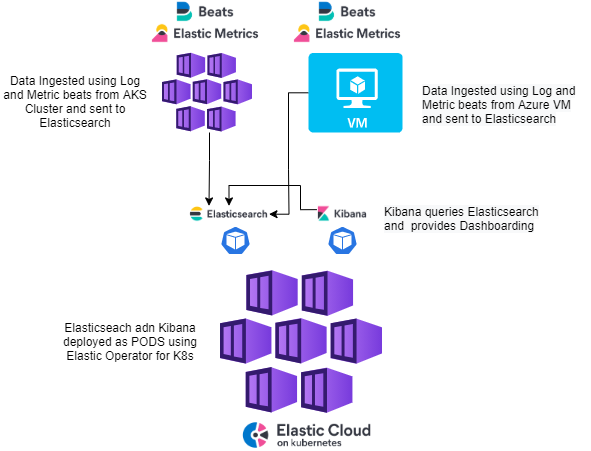 Beats
Elastic Metrics
Beats
Elastic Metrics
Data Ingested using Log
and Metric beats from AKS
Cluster and sent to
Elasticsearch
VM
Data Ingested using Log and
Metric beats from Azure VM
and sent to Elasticsearch
Elasticsearch
Kibana
Kibana queries Elasticsearch
and provides Dashboarding
Elasticseach adn Kibana
deployed as PODS using
Elastic Operator for K8s
Elastic Cloud
on kubernetes